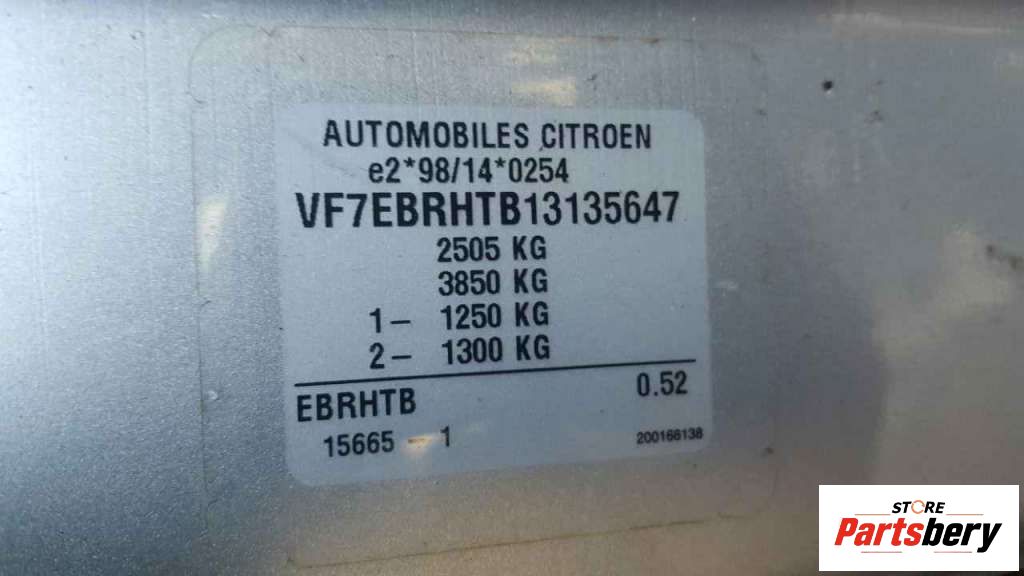 AUTOMOBILES CITROEN
e2*98/14*0254
VF7EBRHTB13135647
2505 KG
3850 KG
1– 1250 KG
2– 1300 KG
EBRHTB 0.52
15665 – 1 200166138
STORE
Partsbery